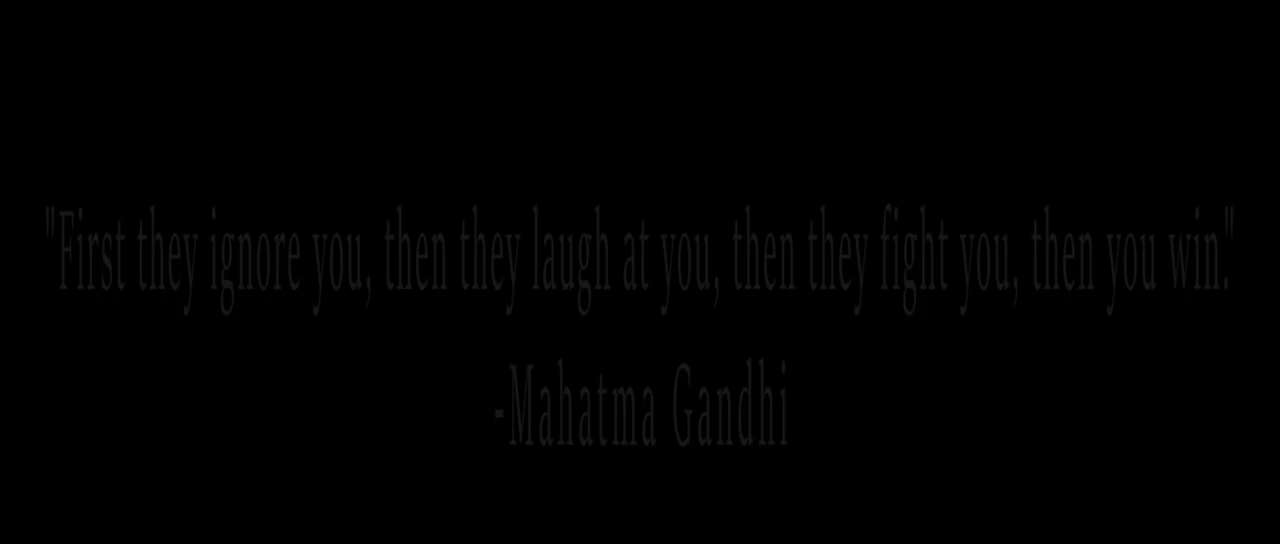 "First they ignore you, then they laugh at you, then they fight you, then you win."
-Mahatma Gandhi